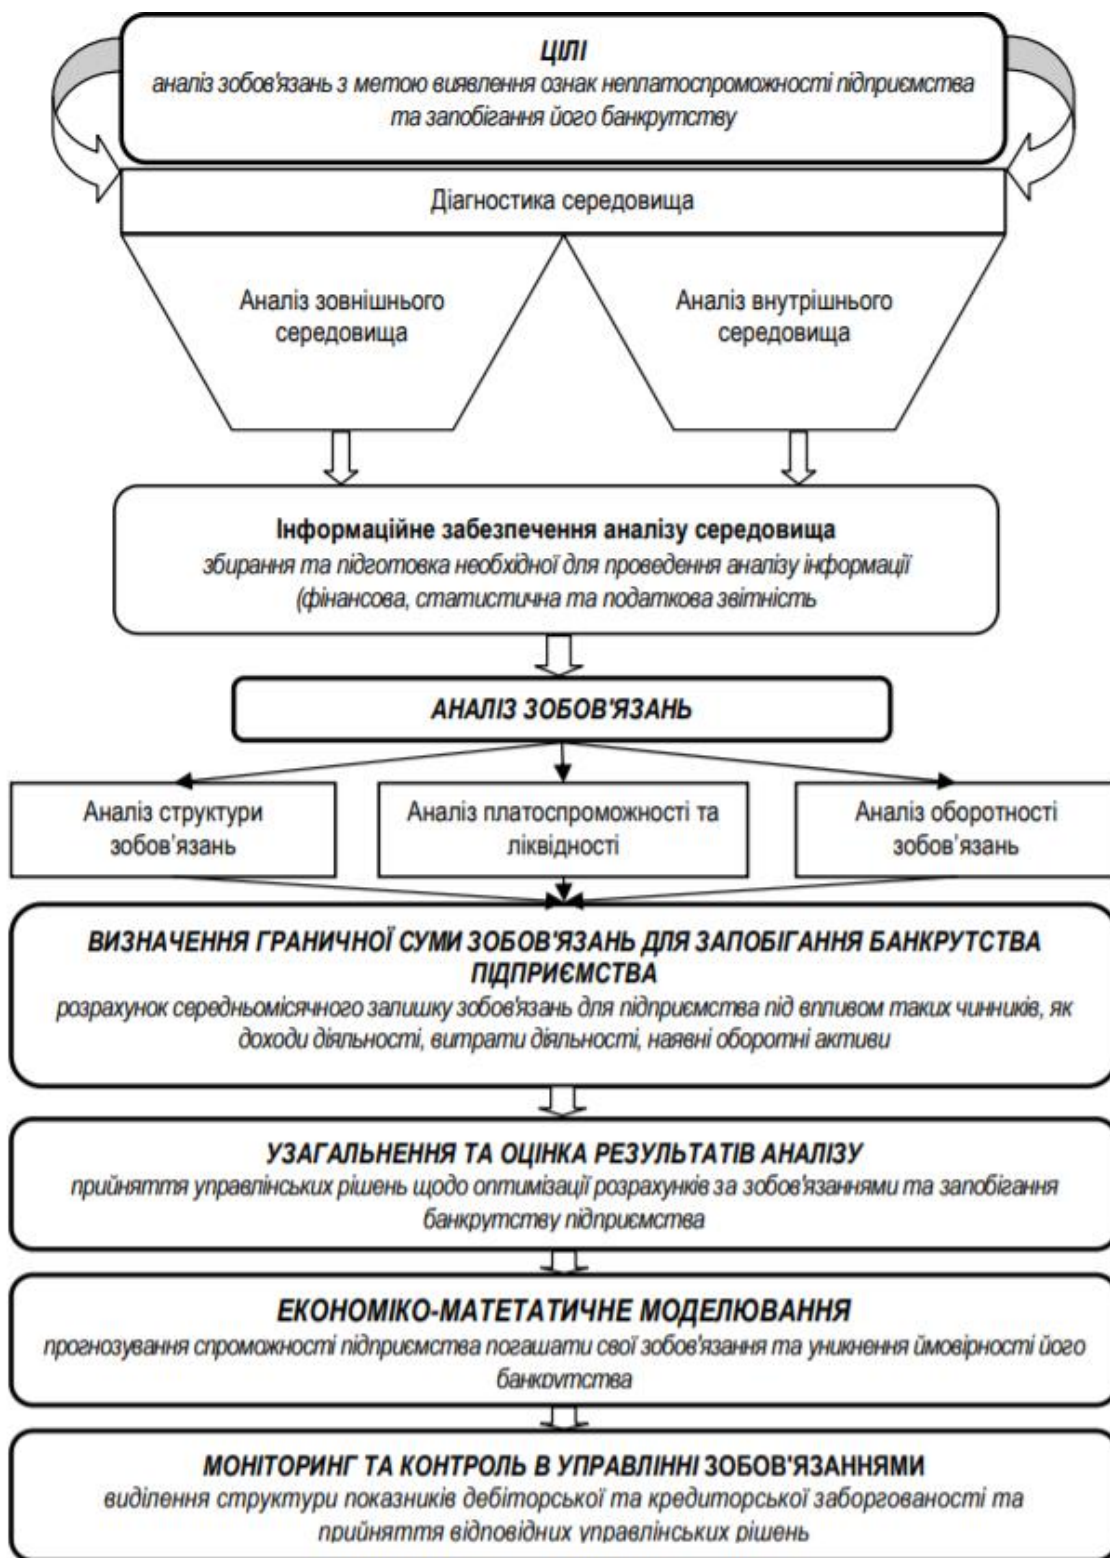 ЦІЛІ
аналіз зобов'язань з метою виявлення ознак неплатоспроможності підприємства
та запобігання його банкрутству
Діагностика середовища
Аналіз зовнішнього
середовища
Аналіз внутрішнього
середовища
Інформаційне забезпечення аналізу середовища
збирання та підготовка необхідної для проведення аналізу інформації
(фінансова, статистична та податкова звітність
АНАЛІЗ ЗОБОВ'ЯЗАНЬ
Аналіз структури
зобов'язань
Аналіз платоспроможності та
ліквідності
Аналіз оборотності
зобов'язань
ВИЗНАЧЕННЯ ГРАНИЧНОЇ СУМИ ЗОБОВ'ЯЗАНЬ ДЛЯ ЗАПОБІГАННЯ БАНКРУТСТВА
ПІДПРИЄМСТВА
розрахунок середньомісячного залишку зобов'язань для підприємства під впливом таких чинників, як
доходи діяльності, витрати діяльності, наявні оборотні активи
УЗАГАЛЬНЕННЯ ТА ОЦІНКА РЕЗУЛЬТАТІВ АНАЛІЗУ
прийняття управлінських рішень щодо оптимізації розрахунків за зобов'язаннями та запобігання
банкрутству підприємства
ЕКОНОМІКО-МАТЕТАТИЧНЕ МОДЕЛЮВАННЯ
прогнозування спроможності підприємства погашати свої зобов'язання та уникнення ймовірності його
банкрутства
МОНІТОРИНГ ТА КОНТРОЛЬ В УПРАВЛІННІ ЗОБОВ'ЯЗАННЯМИ
виділення структури показників дебіторської та кредиторської заборгованості та
прийняття відповідних управлінських рішень